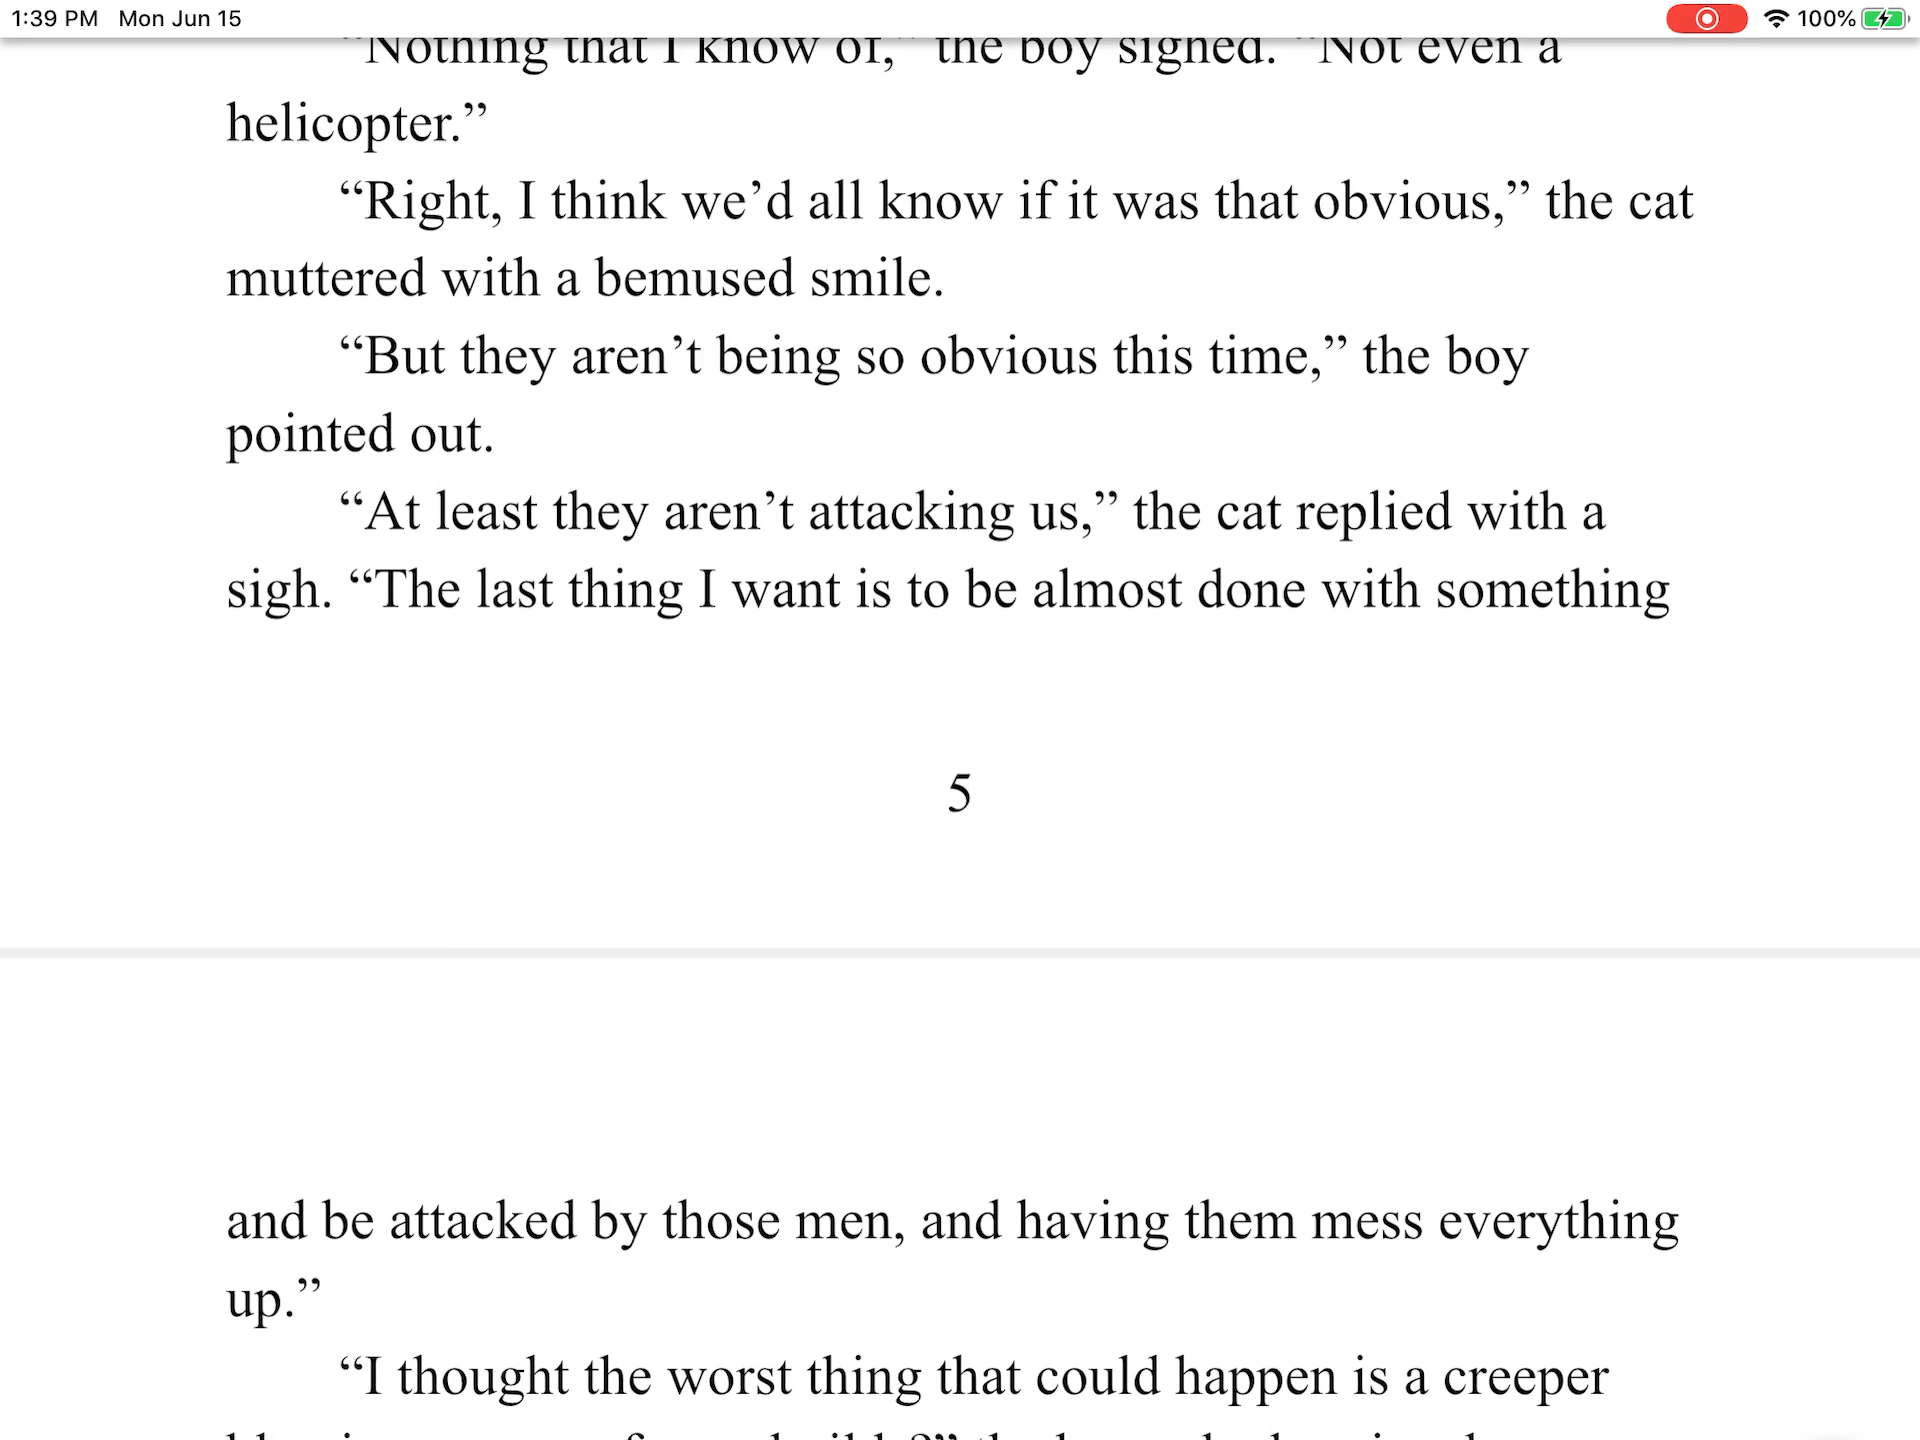 1:39 PM Mon Jun 15
100%
“Nothing that I know of,” the boy signed. “Not even a
helicopter.”
“Right, I think we’d all know if it was that obvious,” the cat
muttered with a bemused smile.
“But they aren’t being so obvious this time,” the boy
pointed out.
“At least they aren’t attacking us,” the cat replied with a
sigh. “The last thing I want is to be almost done with something
5
and be attacked by those men, and having them mess everything
up.”
“I thought the worst thing that could happen is a creeper